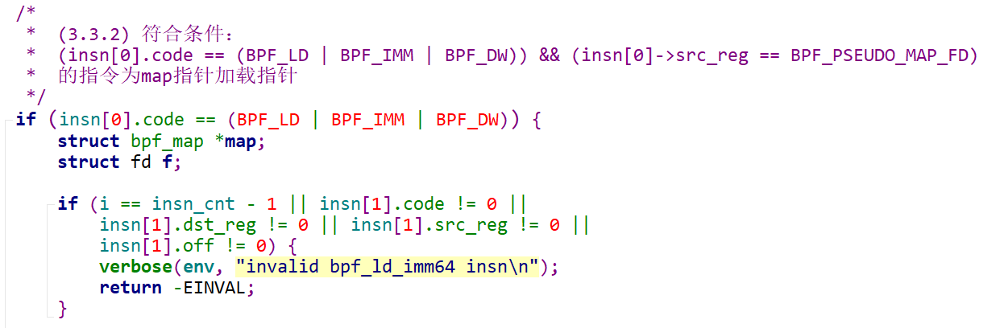 /*
 *  (3.3.2) 符合条件：
 *  (insn[0].code == (BPF_LD | BPF_IMM | BPF_DW)) && (insn[0]->src_reg == BPF_PSEUDO_MAP_FD)
 *  的指令为map指针加载指针
 */
if (insn[0].code == (BPF_LD | BPF_IMM | BPF_DW)) {
    struct bpf_map *map;
    struct fd f;

    if (i == insn_cnt - 1 || insn[1].code != 0 ||
        insn[1].dst_reg != 0 || insn[1].src_reg != 0 ||
        insn[1].off != 0) {
        verbose(env, "invalid bpf_ld_imm64 insn\n");
        return -EINVAL;
    }